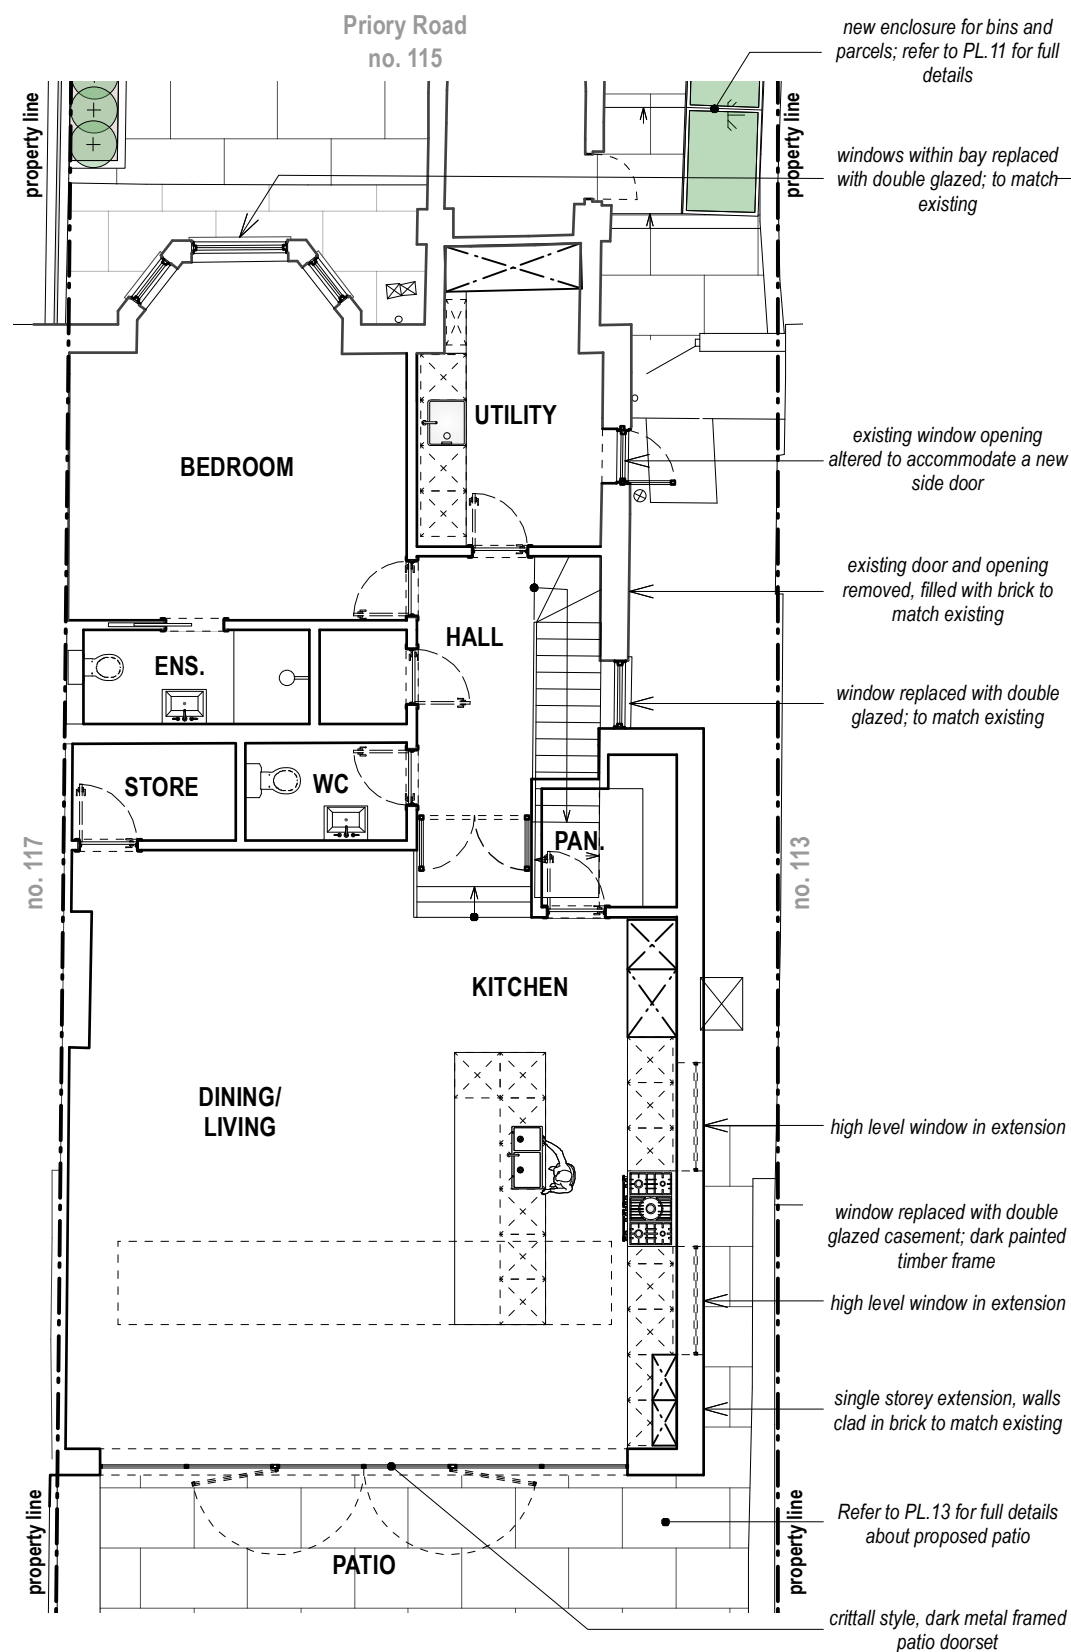 Priory Road
no. 115
new enclosure for bins and
parcels; refer to PL.11 for full
details
property line
property line
windows within bay replaced
with double glazed; to match
existing
UTILITY
BEDROOM
existing window opening
altered to accommodate a new
side door
existing door and opening
removed, filled with brick to
match existing
HALL
ENS.
window replaced with double
glazed; to match existing
STORE
WC
PAN.
no. 117
no. 113
KITCHEN
DINING/
LIVING
high level window in extension
window replaced with double
glazed casement; dark painted
timber frame
high level window in extension
single storey extension, walls
clad in brick to match existing
property line
property line
Refer to PL.13 for full details
about proposed patio
PATIO
crittall style, dark metal framed
patio doorset